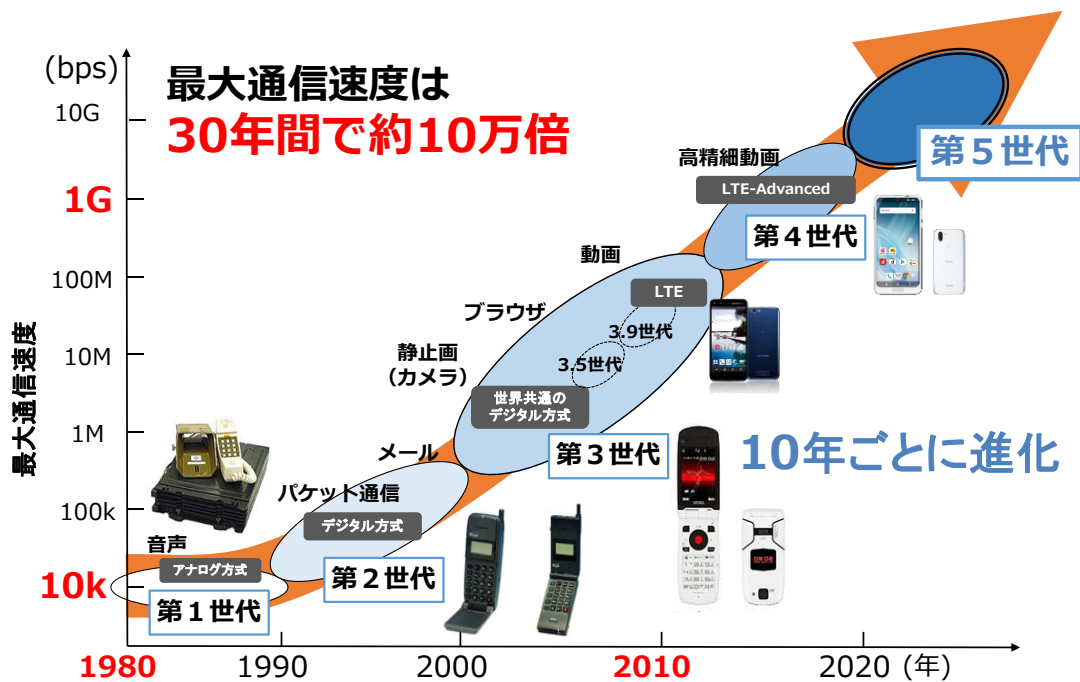 (bps)
最大通信速度は
30年間で約10万倍
10G
1G
100M
10M
1M
100k
10k
最大通信速度
第５世代
高精細動画
LTE-Advanced
第４世代
動画
LTE
ブラウザ
3.9世代
静止画
（カメラ）
3.5世代
世界共通の
デジタル方式
第３世代
10年ごとに進化
メール
パケット通信
デジタル方式
第２世代
音声
アナログ方式
第１世代
1980
1990
2000
2010
2020
(年)